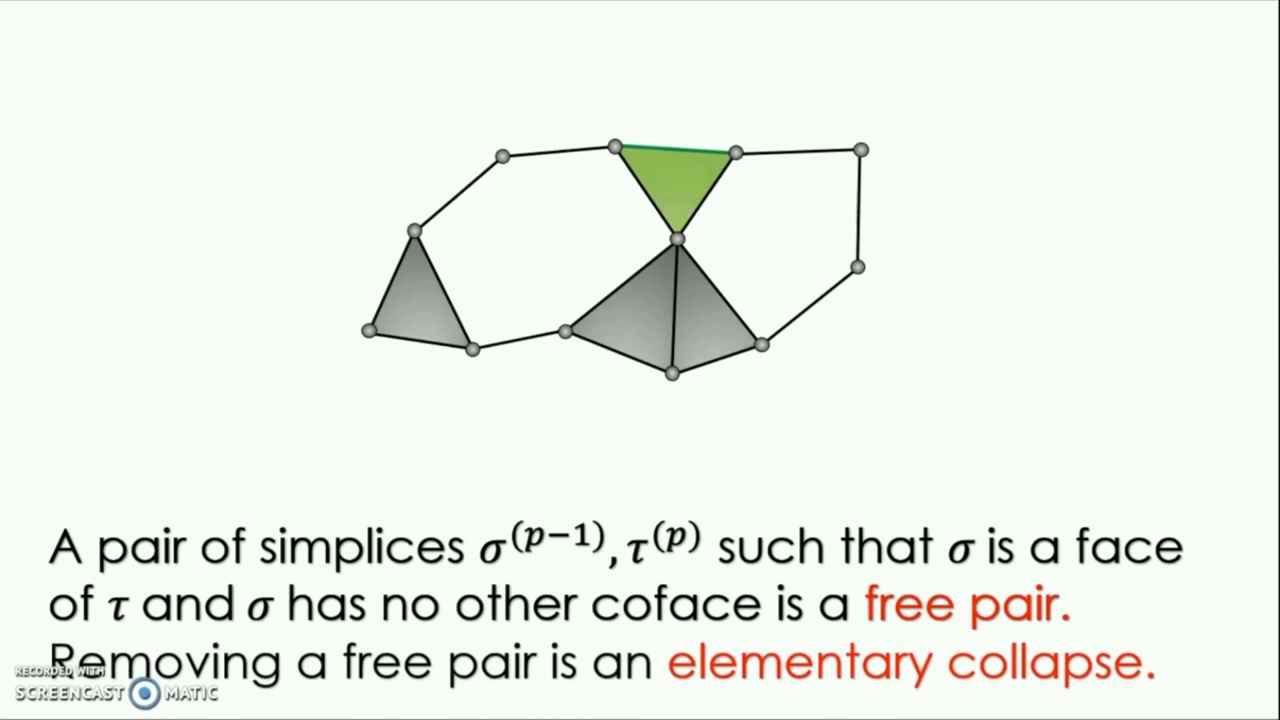 A pair of simplices σ^(p−1), τ^(p) such that σ is a face
of τ and σ has no other coface is a free pair.
Removing a free pair is an elementary collapse.
RECORDED WITH
SCREENCAST MATIC